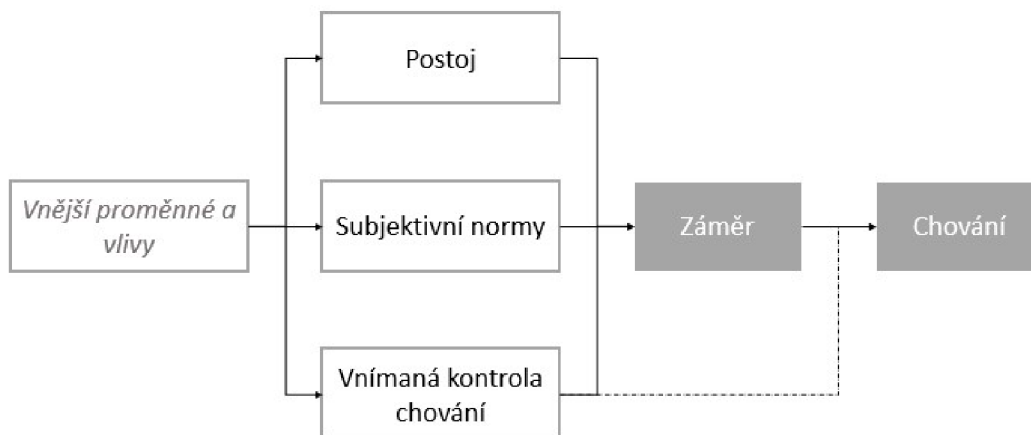 Postoj
Vnější proměnné a
vlivy
Subjektivní normy
Záměr
Chování
Vnímaná kontrola
chování